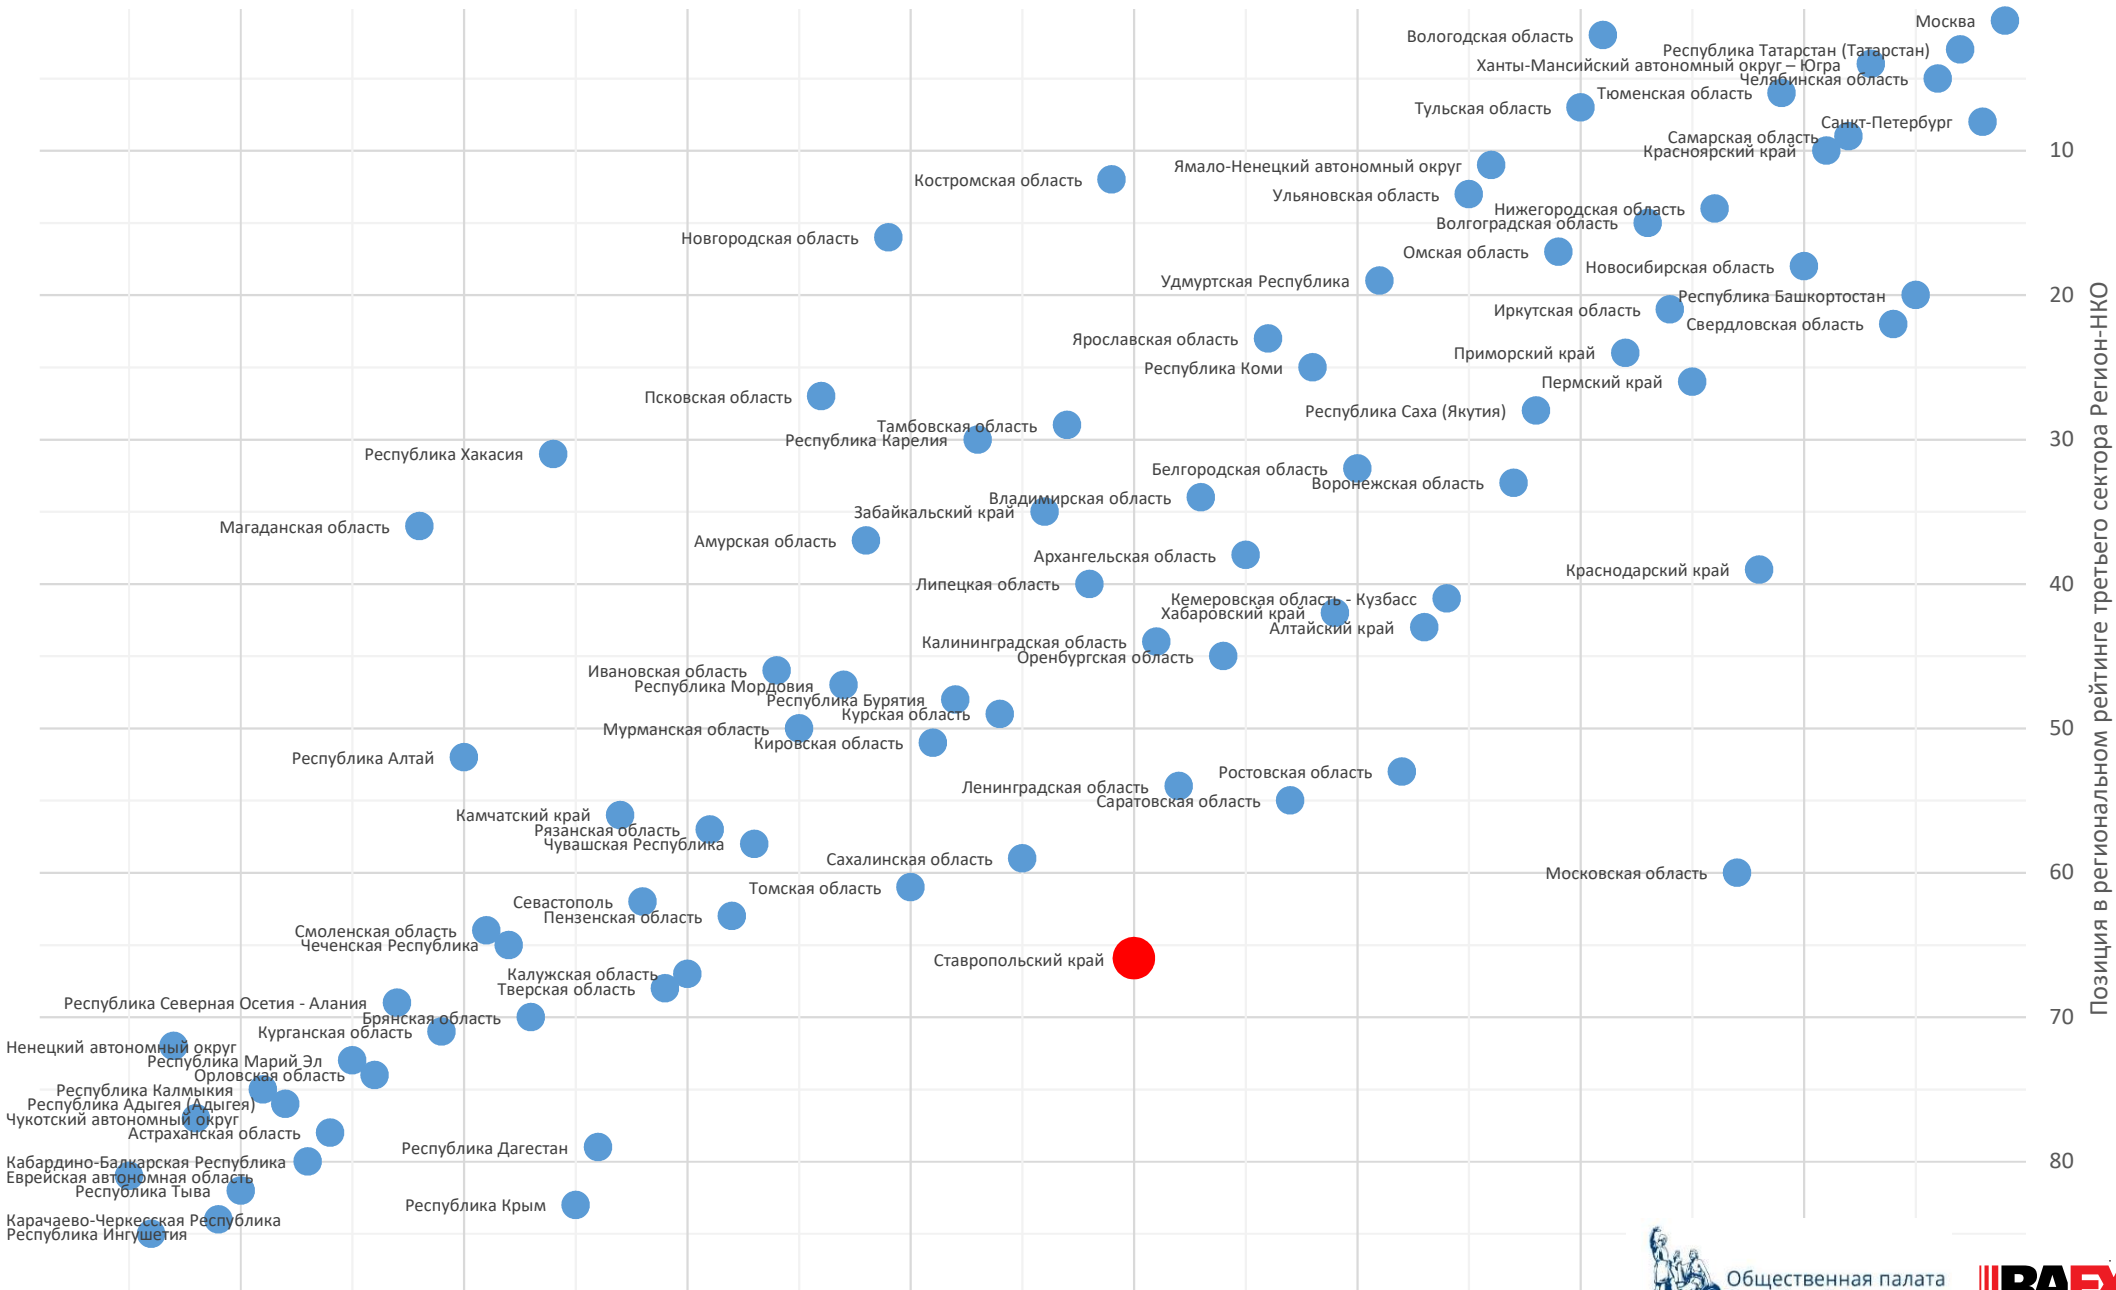 Москва
Вологодская область
Республика Татарстан (Татарстан)
Ханты-Мансийский автономный округ – Югра
Челябинская область
Тюменская область
Тульская область
Санкт-Петербург
Самарская область
Красноярский край
10
Ямало-Ненецкий автономный округ
Костромская область
Ульяновская область
Нижегородская область
Волгоградская область
Новгородская область
Омская область
Новосибирская область
Удмуртская Республика
Республика Башкортостан
20
Иркутская область
Свердловская область
Ярославская область
Приморский край
Республика Коми
Пермский край
Псковская область
Республика Саха (Якутия)
Тамбовская область
Республика Карелия
30
Республика Хакасия
Белгородская область
Воронежская область
Владимирская область
Забайкальский край
Магаданская область
Амурская область
Архангельская область
Краснодарский край
Липецкая область
40
Кемеровская область - Кузбасс
Хабаровский край
Алтайский край
Калининградская область
Оренбургская область
Ивановская область
Республика Мордовия
Республика Бурятия
Курская область
Мурманская область
50
Кировская область
Республика Алтай
Ростовская область
Ленинградская область
Саратовская область
Камчатский край
Рязанская область
Чувашская Республика
Сахалинская область
Московская область
60
Томская область
Севастополь
Пензенская область
Смоленская область
Чеченская Республика
Ставропольский край
Калужская область
Тверская область
Республика Северная Осетия - Алания
Брянская область
70
Курганская область
Ненецкий автономный округ
Республика Марий Эл
Орловская область
Республика Калмыкия
Республика Адыгея (Адыгея)
Чукотский автономный округ
Астраханская область
Республика Дагестан
Кабардино-Балкарская Республика
80
Еврейская автономная область
Республика Тыва
Республика Крым
Карачаево-Черкесская Республика
Республика Ингушетия
Позиция в региональном рейтинге третьего сектора Регион-НКО
Общественная палата
RAEX